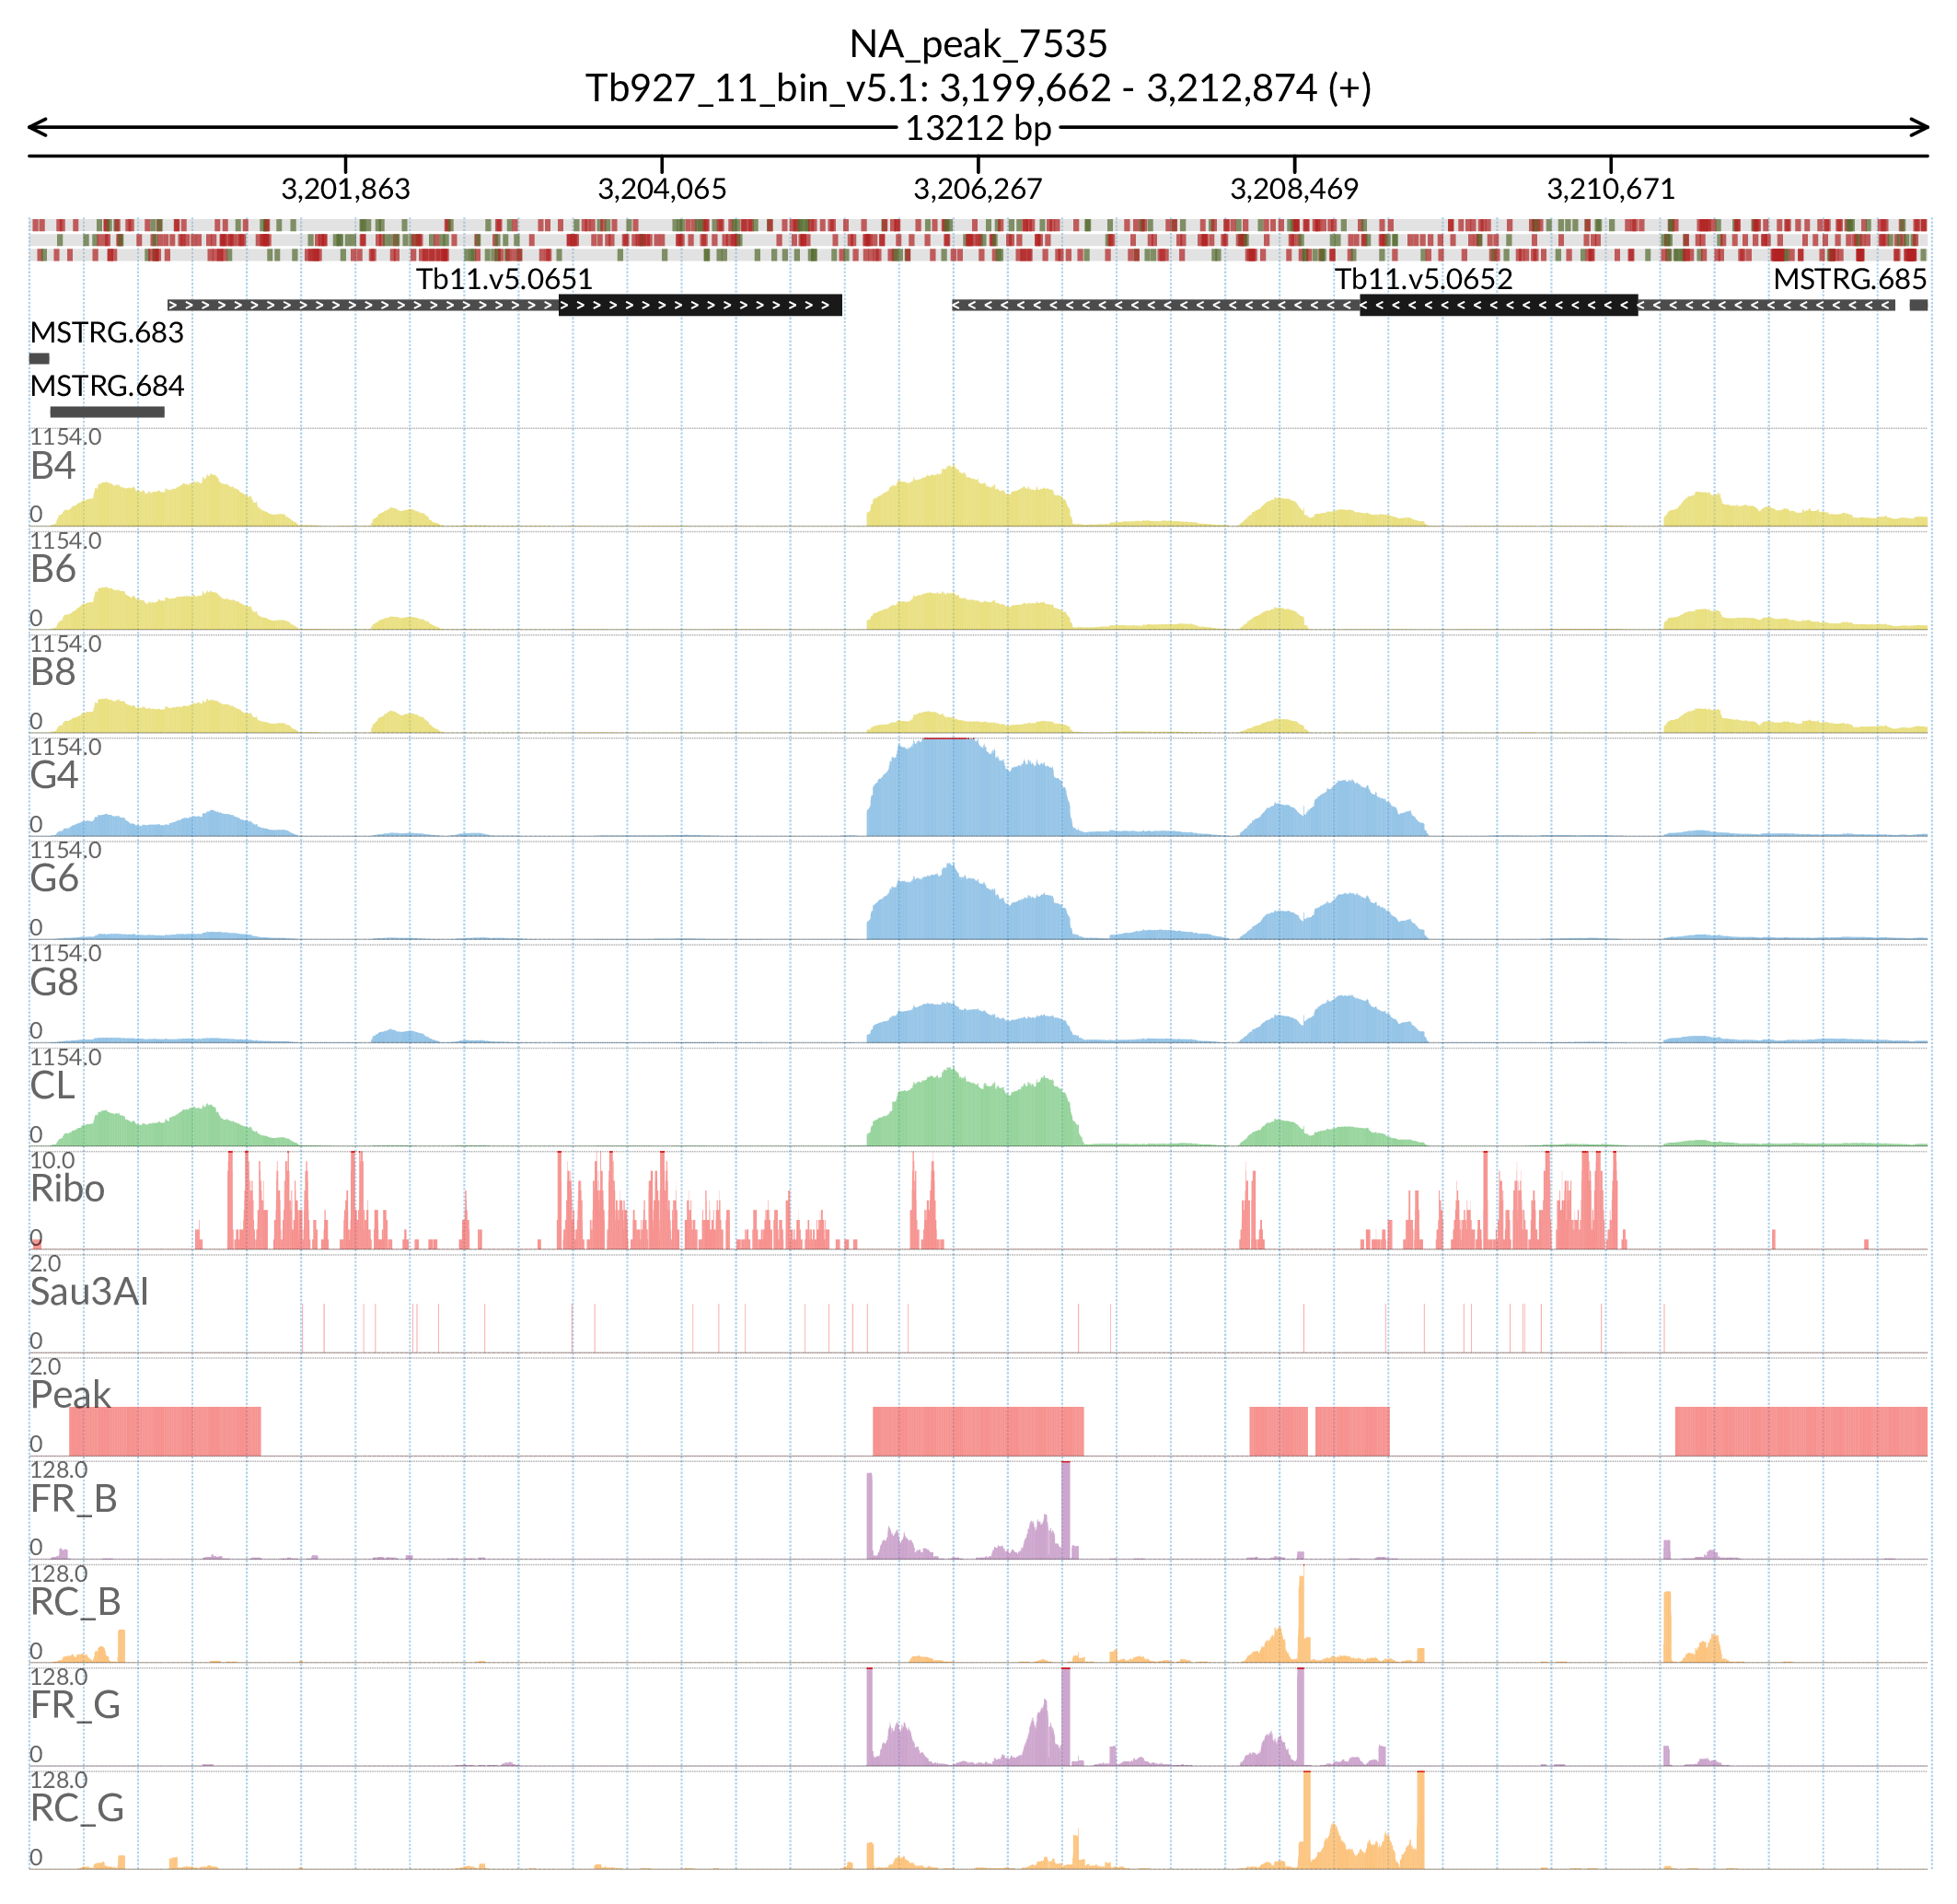 NA_peak_7535
Tb927_11_bin_v5.1: 3,199,662 - 3,212,874 (+)
13212 bp
3,201,863 3,204,065 3,206,267 3,208,469 3,210,671
Tb11.v5.0651 Tb11.v5.0652 MSTRG.685
MSTRG.683
MSTRG.684
1154.0
B4
0
1154.0
B6
0
1154.0
B8
0
1154.0
G4
0
1154.0
G6
0
1154.0
G8
0
1154.0
CL
0
10.0
Ribo
0
2.0
Sau3AI
0
2.0
Peak
0
128.0
FR_B
0
128.0
RC_B
0
128.0
FR_G
0
128.0
RC_G
0